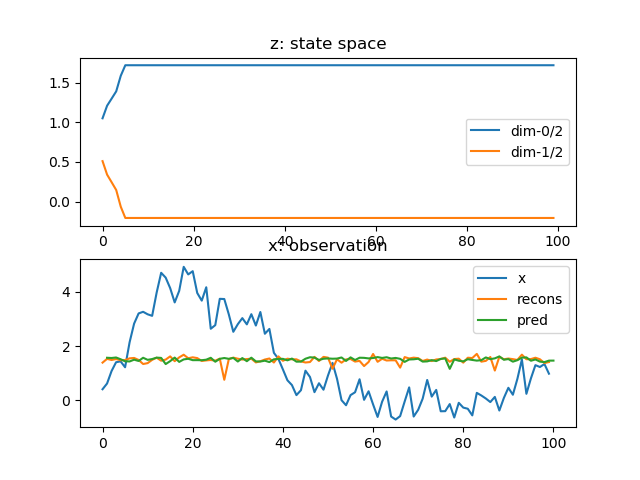 z: state space
1.5
1.0
0.5
0.0
dim-0/2
dim-1/2
0 20 40 60 80 100
x: observation
4
2
0
x
recons
pred
0 20 40 60 80 100